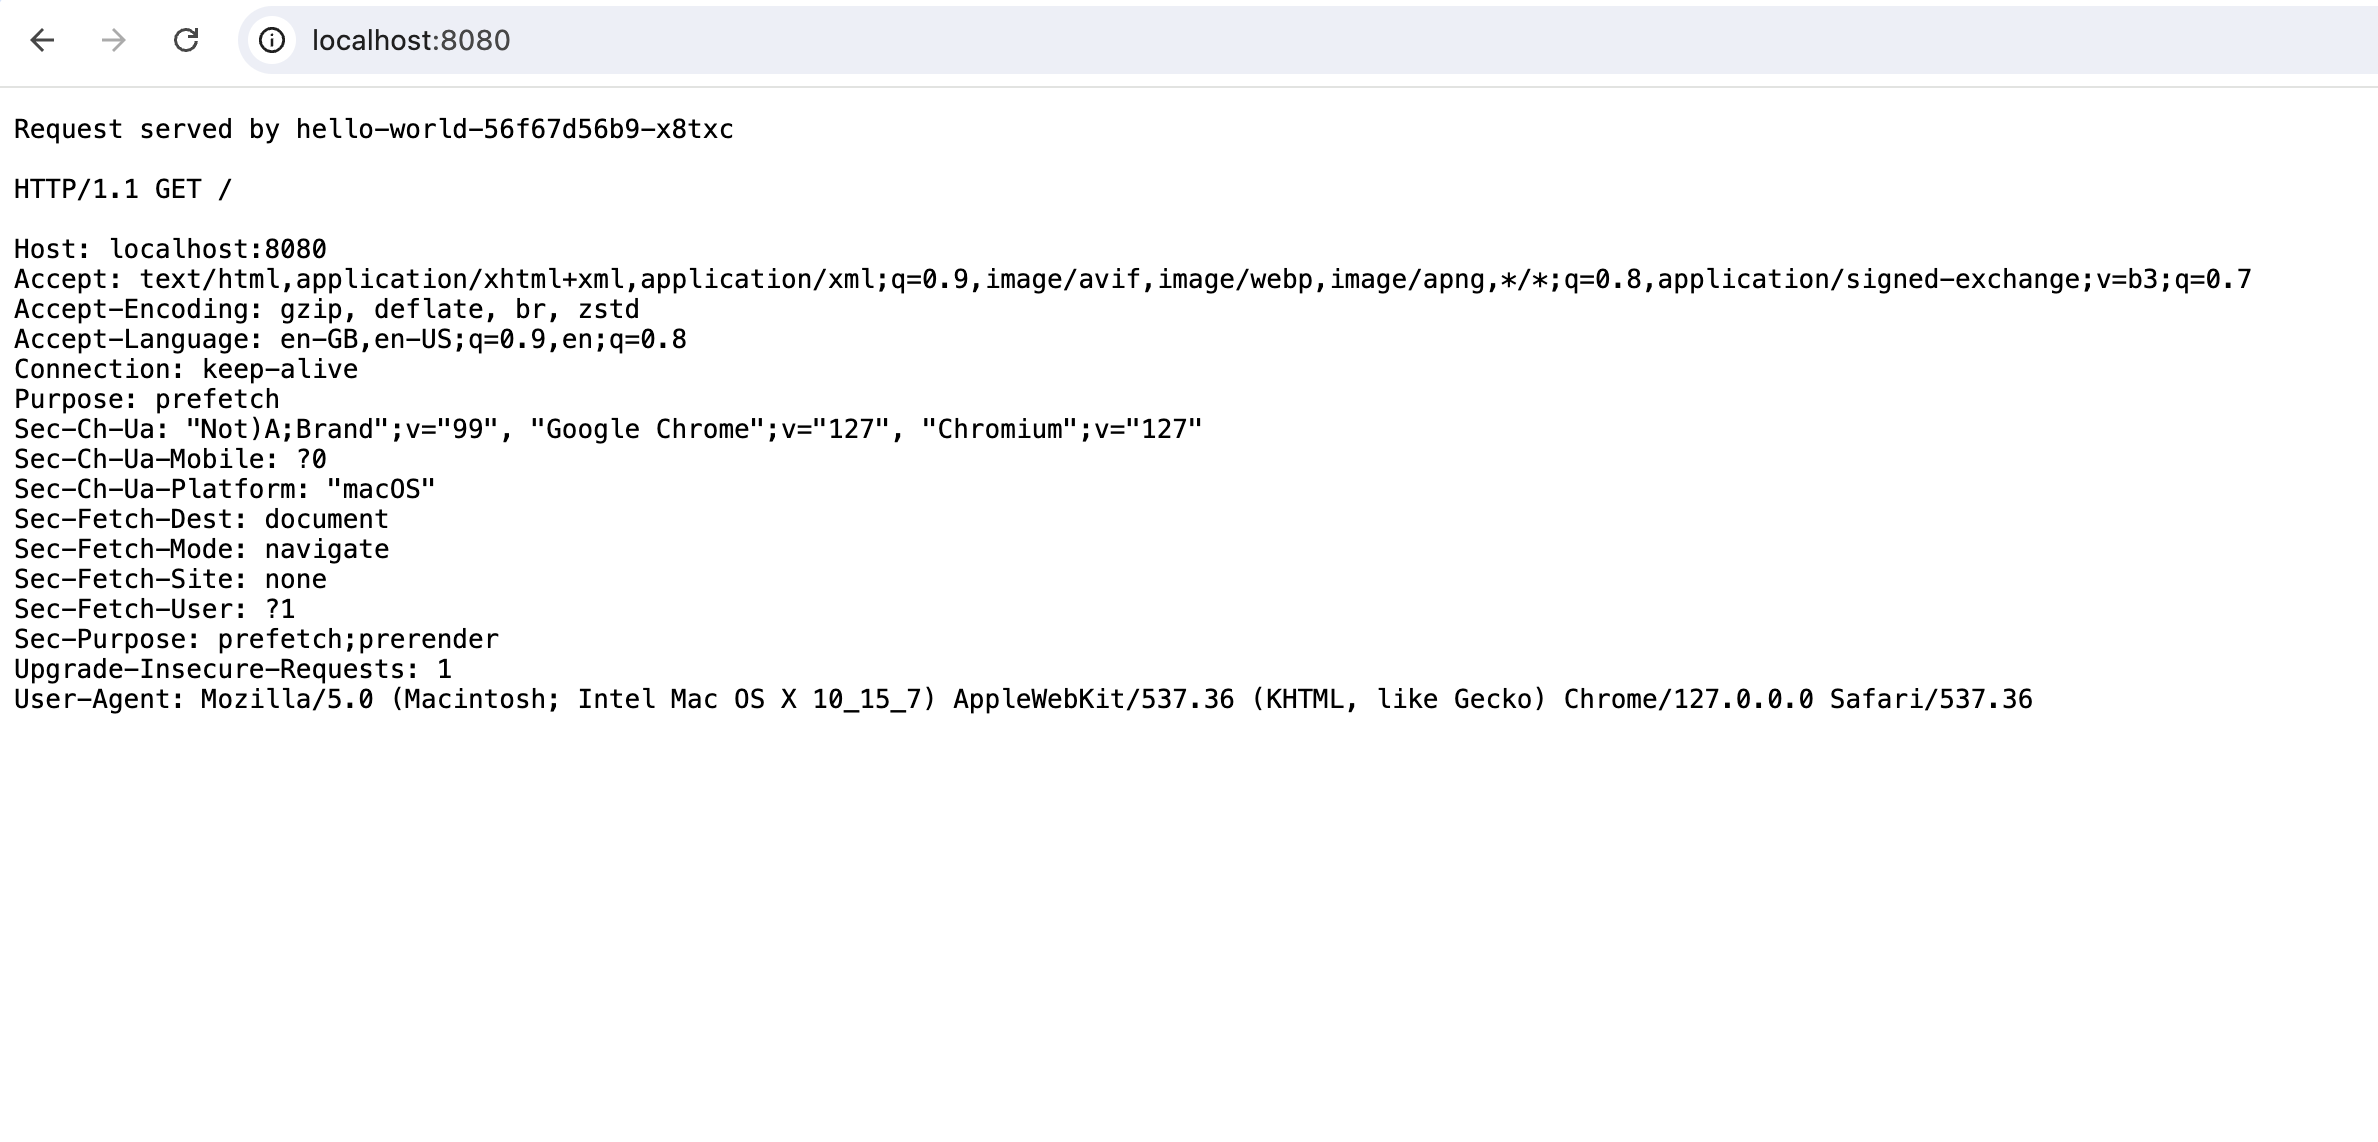 localhost:8080
Request served by hello-world-56f67d56b9-x8txc
HTTP/1.1 GET /
Host: localhost:8080
Accept: text/html,application/xhtml+xml,application/xml;q=0.9,image/avif,image/webp,image/apng,*/*;q=0.8,application/signed-exchange;v=b3;q=0.7
Accept-Encoding: gzip, deflate, br, zstd
Accept-Language: en-GB,en-US;q=0.9,en;q=0.8
Connection: keep-alive
Purpose: prefetch
Sec-Ch-Ua: "Not)A;Brand";v="99", "Google Chrome";v="127", "Chromium";v="127"
Sec-Ch-Ua-Mobile: ?0
Sec-Ch-Ua-Platform: "macOS"
Sec-Fetch-Dest: document
Sec-Fetch-Mode: navigate
Sec-Fetch-Site: none
Sec-Fetch-User: ?1
Sec-Purpose: prefetch;prerender
Upgrade-Insecure-Requests: 1
User-Agent: Mozilla/5.0 (Macintosh; Intel Mac OS X 10_15_7) AppleWebKit/537.36 (KHTML, like Gecko) Chrome/127.0.0.0 Safari/537.36